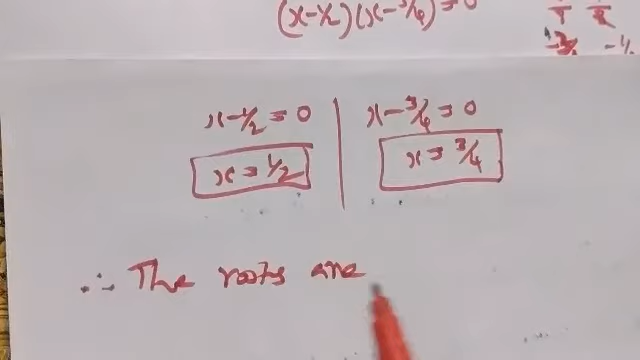 (x-1/2)(x-3/4)=0
x-1/2=0 | x-3/4=0
x=1/2 | x=3/4
∴ The roots are